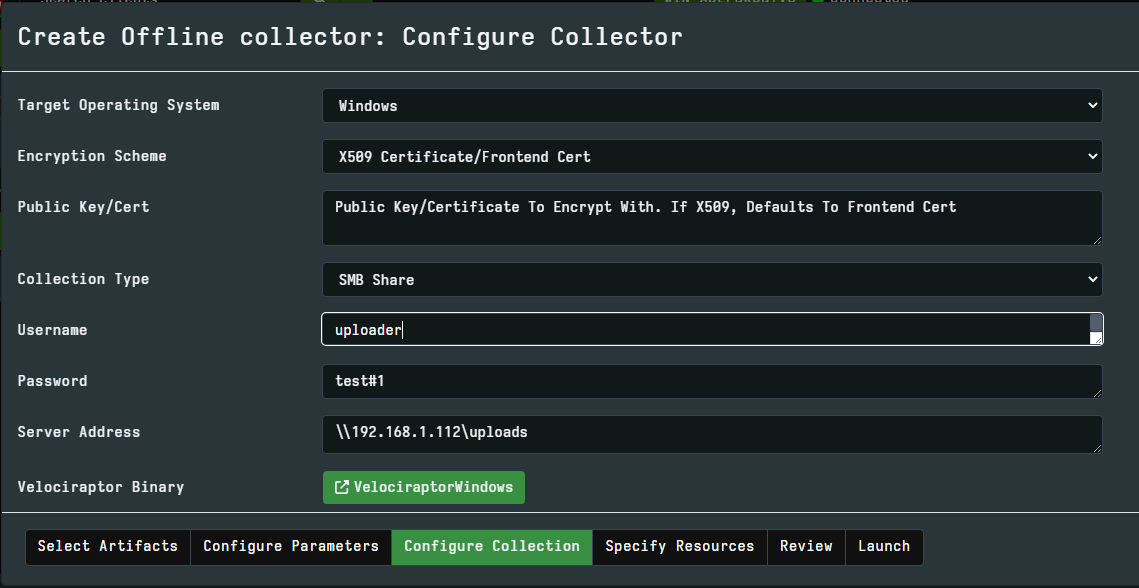 Create Offline collector: Configure Collector
Target Operating System
Windows
Encryption Scheme
X509 Certificate/Frontend Cert
Public Key/Cert
Public Key/Certificate To Encrypt With. If X509, Defaults To Frontend Cert
Collection Type
SMB Share
Username
uploader
Password
test#1
Server Address
\\192.168.1.112\uploads
Velociraptor Binary
VelociraptorWindows
Select Artifacts Configure Parameters Configure Collection Specify Resources Review Launch